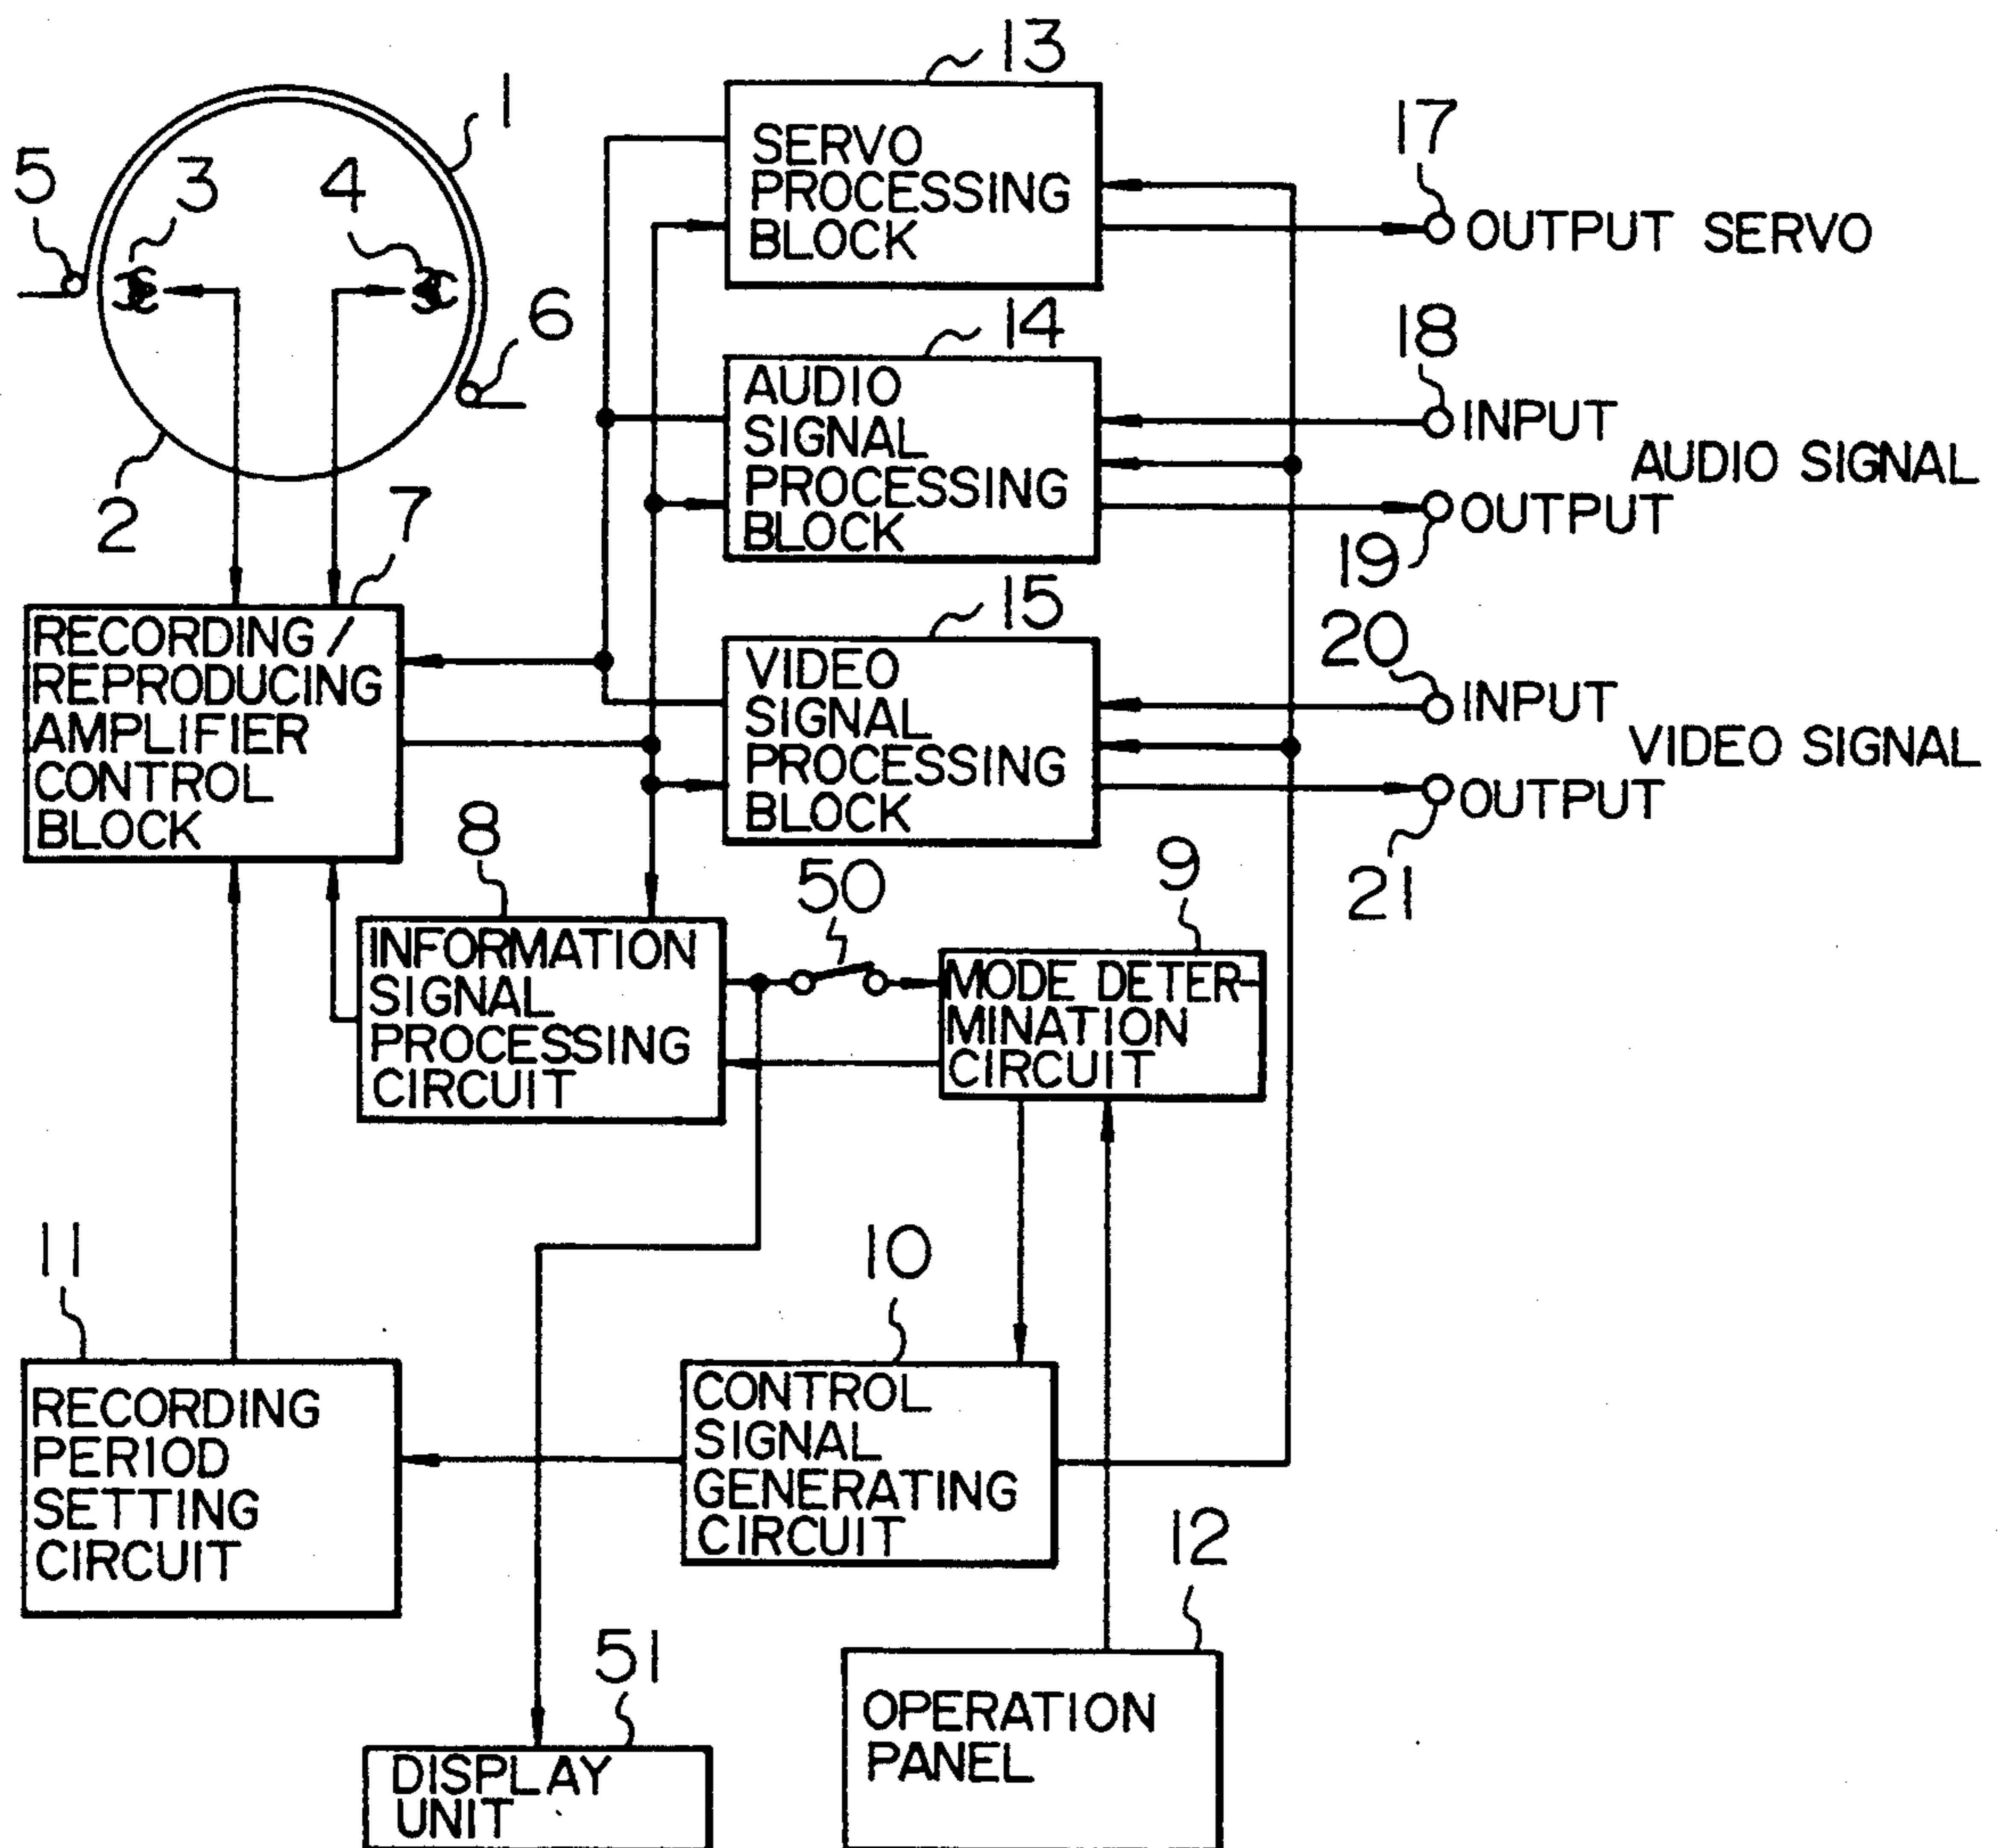 13
1
17
5
3
4
SERVO
PROCESSING
BLOCK
OUTPUT SERVO
6
14
18
AUDIO
SIGNAL
PROCESSING
BLOCK
INPUT
AUDIO SIGNAL
OUTPUT
2
7
19
15
20
RECORDING /
REPRODUCING
AMPLIFIER
CONTROL
BLOCK
VIDEO
SIGNAL
PROCESSING
BLOCK
INPUT
VIDEO SIGNAL
OUTPUT
8
50
9
21
INFORMATION
SIGNAL
PROCESSING
CIRCUIT
MODE DETER-
MINATION
CIRCUIT
11
10
RECORDING
PERIOD
SETTING
CIRCUIT
CONTROL
SIGNAL
GENERATING
CIRCUIT
12
51
OPERATION
PANEL
DISPLAY
UNIT